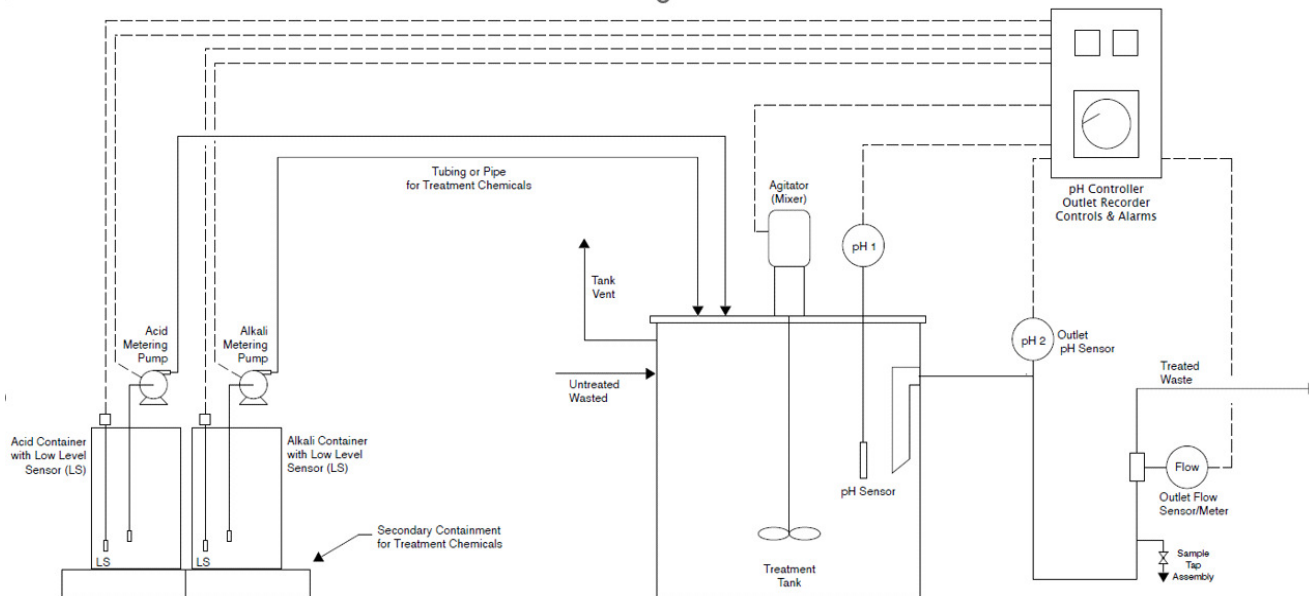 pH Controller
Outlet Recorder
Controls & Alarms
Tubing or Pipe
for Treatment Chemicals
Agitator
(Mixer)
pH 1
Tank
Vent
Acid
Metering
Pump
Alkali
Metering
Pump
pH 2
Outlet
pH Sensor
Untreated
Wasted
Treated
Waste
Acid Container
with Low Level
Sensor (LS)
Alkali Container
with Low Level
Sensor (LS)
Flow
pH Sensor
Outlet Flow
Sensor/Meter
Secondary Containment
for Treatment Chemicals
LS
LS
Treatment
Tank
Sample
Tap
Assembly